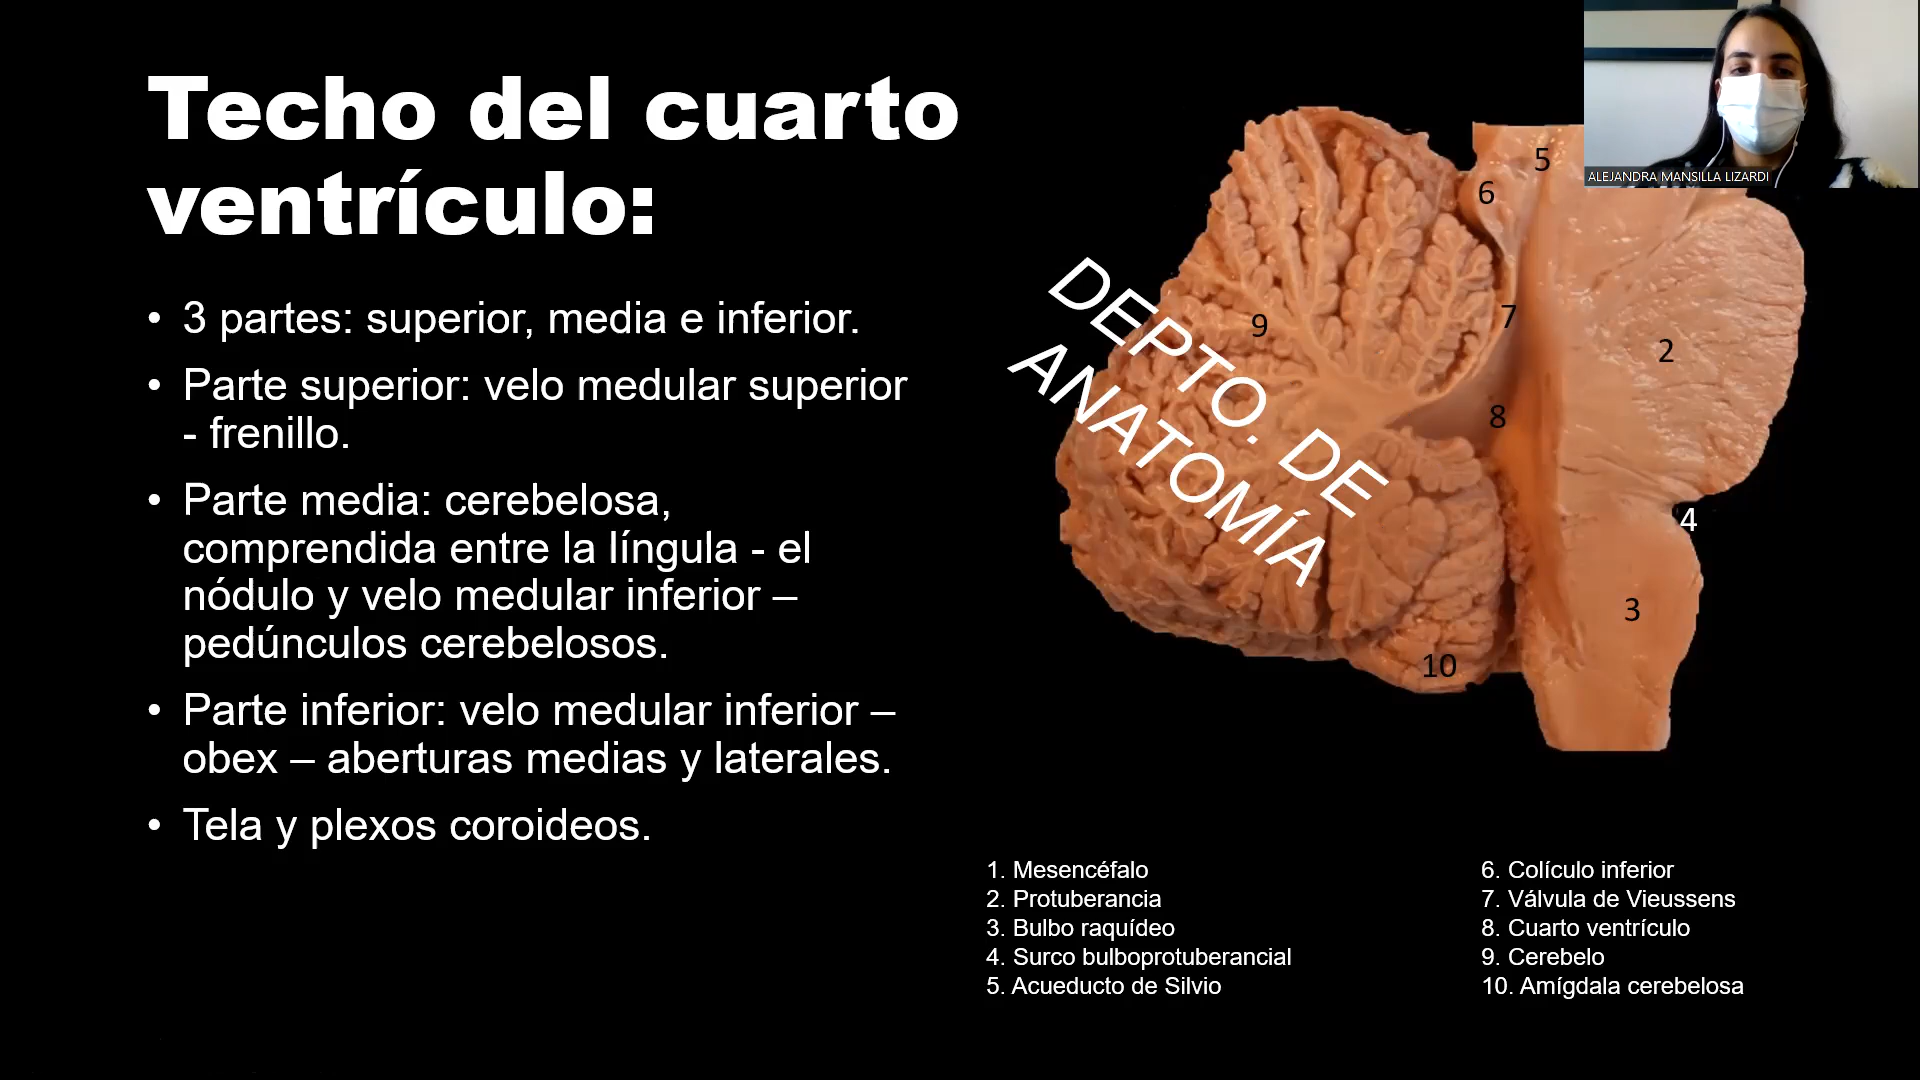 Techo del cuarto
ventrículo:
• 3 partes: superior, media e inferior.
• Parte superior: velo medular superior
- frenillo.
• Parte media: cerebelosa,
comprendida entre la língula - el
nódulo y velo medular inferior –
pedúnculos cerebelosos.
• Parte inferior: velo medular inferior –
obex – aberturas medias y laterales.
• Tela y plexos coroideos.
ALEJANDRA MANSILLA LIZARDI
5
6
9
7
2
8
4
3
10
DEPTO. DE
ANATOMÍA
1. Mesencéfalo
2. Protuberancia
3. Bulbo raquídeo
4. Surco bulboprotuberancial
5. Acueducto de Silvio
6. Colículo inferior
7. Válvula de Vieussens
8. Cuarto ventrículo
9. Cerebelo
10. Amígdala cerebelosa